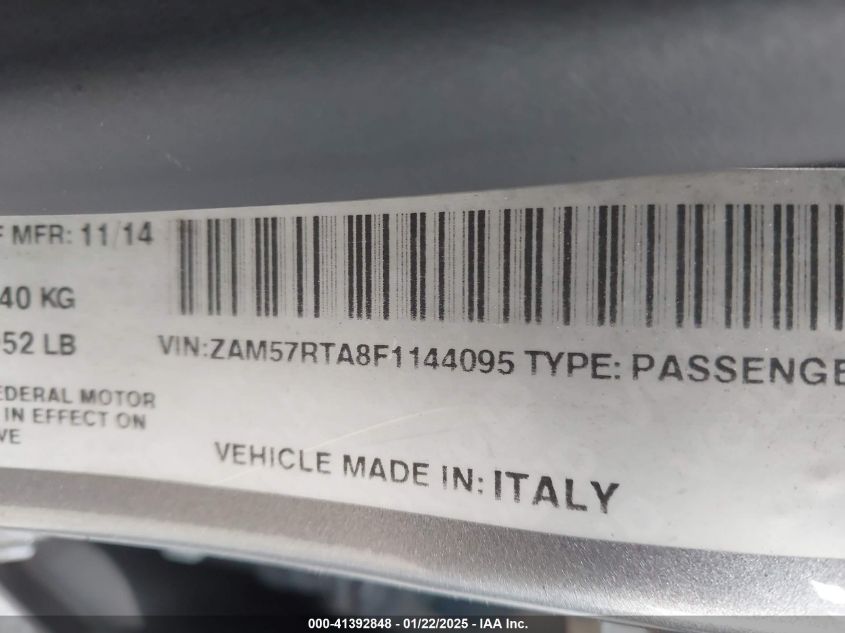 F MFR: 11/14
40 KG
52 LB
VIN:ZAM57RTA8F1144095 TYPE: PASSENGE
EDERAL MOTOR
IN EFFECT ON
VE
VEHICLE MADE IN: ITALY
000-41392848 - 01/22/2025 - IAA Inc.